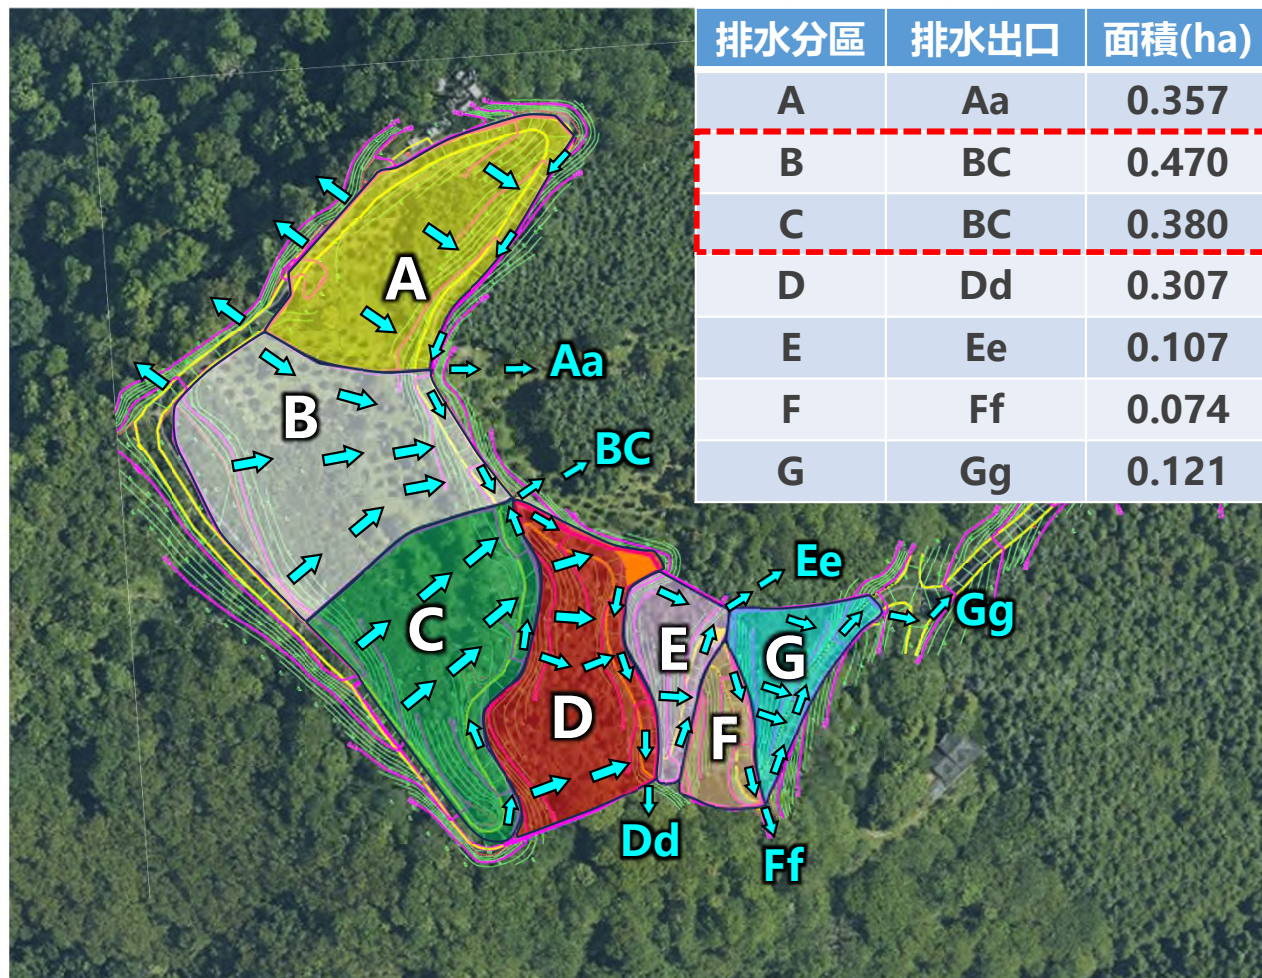 排水分區 排水出口 面積(ha)
A Aa 0.357
B BC 0.470
C BC 0.380
D Dd 0.307
E Ee 0.107
F Ff 0.074
G Gg 0.121
A
Aa
B
BC
Ee
Gg
C
E
G
D
F
Dd
Ff